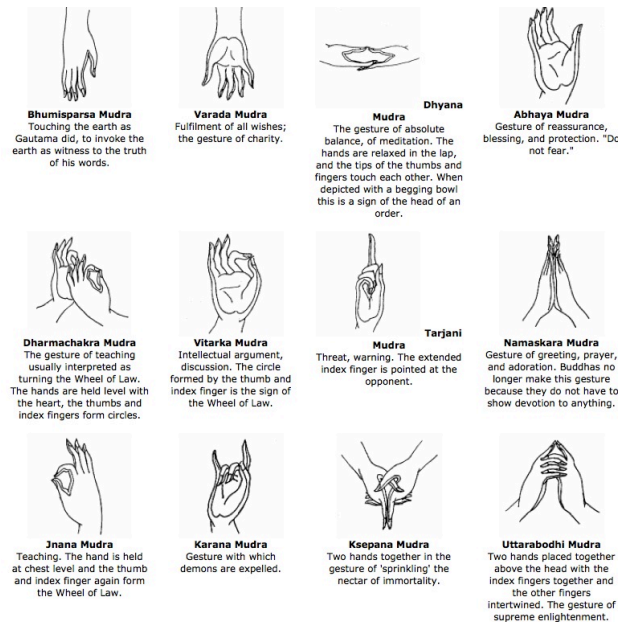 Bhumisparsa Mudra
Touching the earth as
Gautama did, to invoke the
earth as witness to the truth
of his words.
Varada Mudra
Fulfilment of all wishes;
the gesture of charity.
Dhyana
Mudra
The gesture of absolute
balance, of meditation. The
hands are relaxed in the lap,
and the tips of the thumbs and
fingers touch each other. When
depicted with a begging bowl
this is a sign of the head of an
order.
Abhaya Mudra
Gesture of reassurance,
blessing, and protection. "Do
not fear."
Dharmachakra Mudra
The gesture of teaching
usually interpreted as
turning the Wheel of Law.
The hands are held level with
the heart, the thumbs and
index fingers form circles.
Vitarka Mudra
Intellectual argument,
discussion. The circle
formed by the thumb and
index finger is the sign of
the Wheel of Law.
Tarjani
Mudra
Threat, warning. The extended
index finger is pointed at the
opponent.
Namaskara Mudra
Gesture of greeting, prayer,
and adoration. Buddhas no
longer make this gesture
because they do not have to
show devotion to anything.
Jnana Mudra
Teaching. The hand is held
at chest level and the thumb
and index finger again form
the Wheel of Law.
Karana Mudra
Gesture with which
demons are expelled.
Ksepana Mudra
Two hands together in the
gesture of 'sprinkling' the
nectar of immortality.
Uttarabodhi Mudra
Two hands placed together
above the head with the
index fingers together and
the other fingers
intertwined. The gesture of
supreme enlightenment.